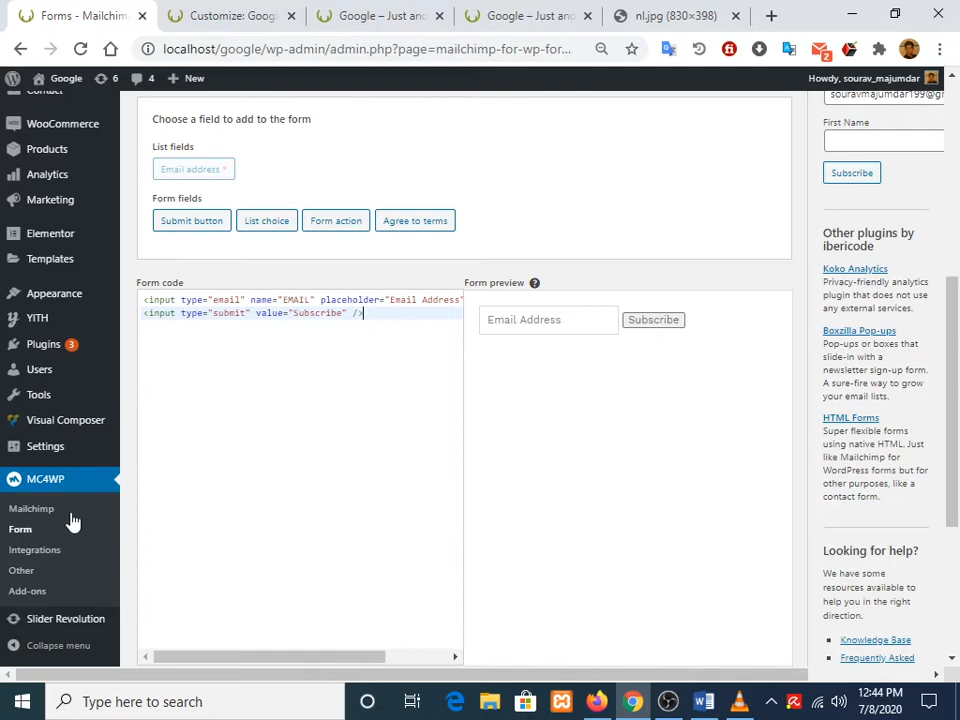 Forms - Mailchimp
Customize: Goog
Google – Just an
Google – Just an
nl.jpg (830×398)
localhost/google/wp-admin/admin.php?page=mailchimp-for-wp-for...
2
Google
6
4
New
Howdy, sourav_majumdar
Contact
WooCommerce
Products
Analytics
Marketing
Elementor
Templates
Appearance
YITH
Plugins 3
Users
Tools
Visual Composer
Settings
MC4WP
Mailchimp
Form
Integrations
Other
Add-ons
Slider Revolution
Collapse menu
Choose a field to add to the form
List fields
Email address *
Form fields
Submit button
List choice
Form action
Agree to terms
Form code
<input type="email" name="EMAIL" placeholder="Email Address"
<input type="submit" value="Subscribe" />
Form preview ?
Email Address
Subscribe
souravmajumdar199@g
First Name
Subscribe
Other plugins by
ibericode
Koko Analytics
Privacy-friendly analytics
plugin that does not use
any external services.
Boxzilla Pop-ups
Pop-ups or boxes that
slide-in with a
newsletter sign-up form.
A sure-fire way to grow
your email lists.
HTML Forms
Super flexible forms
using native HTML. Just
like Mailchimp for
WordPress forms but for
other purposes, like a
contact form.
Looking for help?
We have some
resources available to
help you in the right
direction.
Knowledge Base
Frequently Asked
Type here to search
12:44 PM
7/8/2020